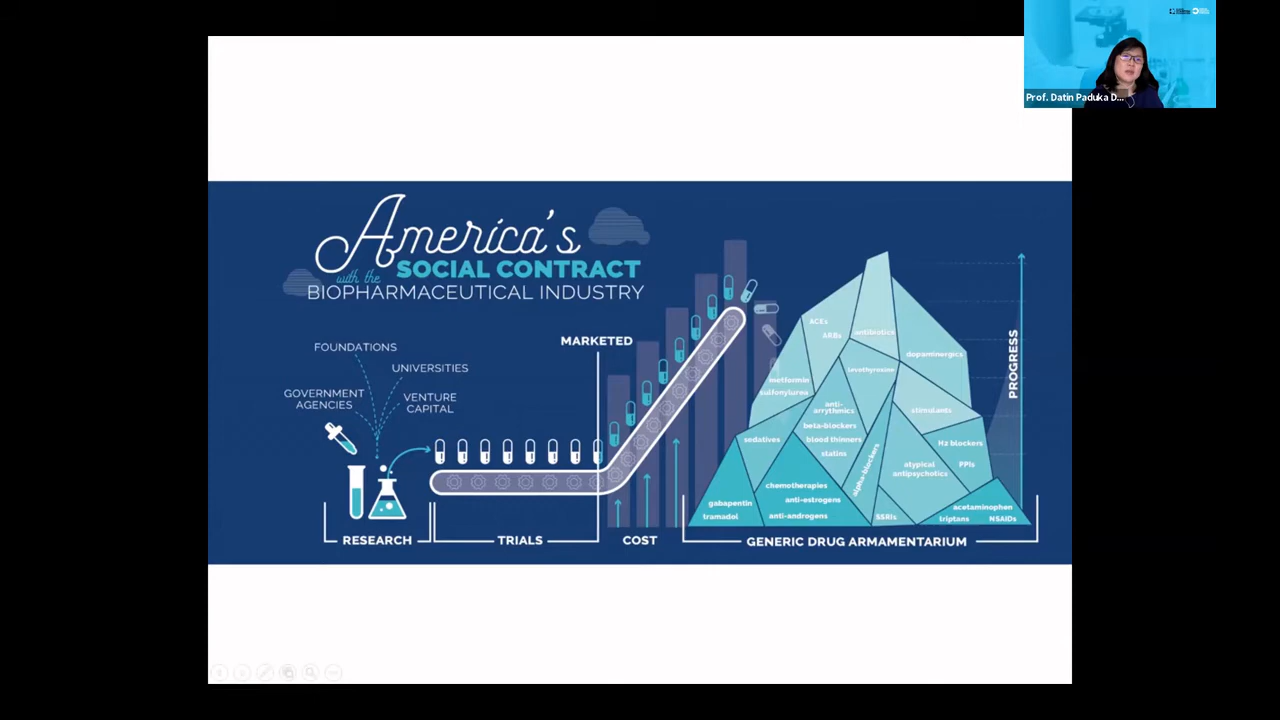 Prof. Datin Paduka D...
America's
with the SOCIAL CONTRACT
BIOPHARMACEUTICAL INDUSTRY
FOUNDATIONS
UNIVERSITIES
GOVERNMENT
AGENCIES
VENTURE
CAPITAL
MARKETED
RESEARCH
TRIALS
COST
GENERIC DRUG ARMAMENTARIUM
PROGRESS
ACEs
ARBs
antibiotics
dopaminergics
levothyroxine
metformin
sulfonylurea
anti-
arrythmics
stimulants
beta-blockers
sedatives
blood thinners
statins
H2 blockers
alpha-blockers
atypical
antipsychotics
PPIs
chemotherapies
anti-estrogens
anti-androgens
gabapentin
tramadol
SSRIs
acetaminophen
triptans
NSAIDs